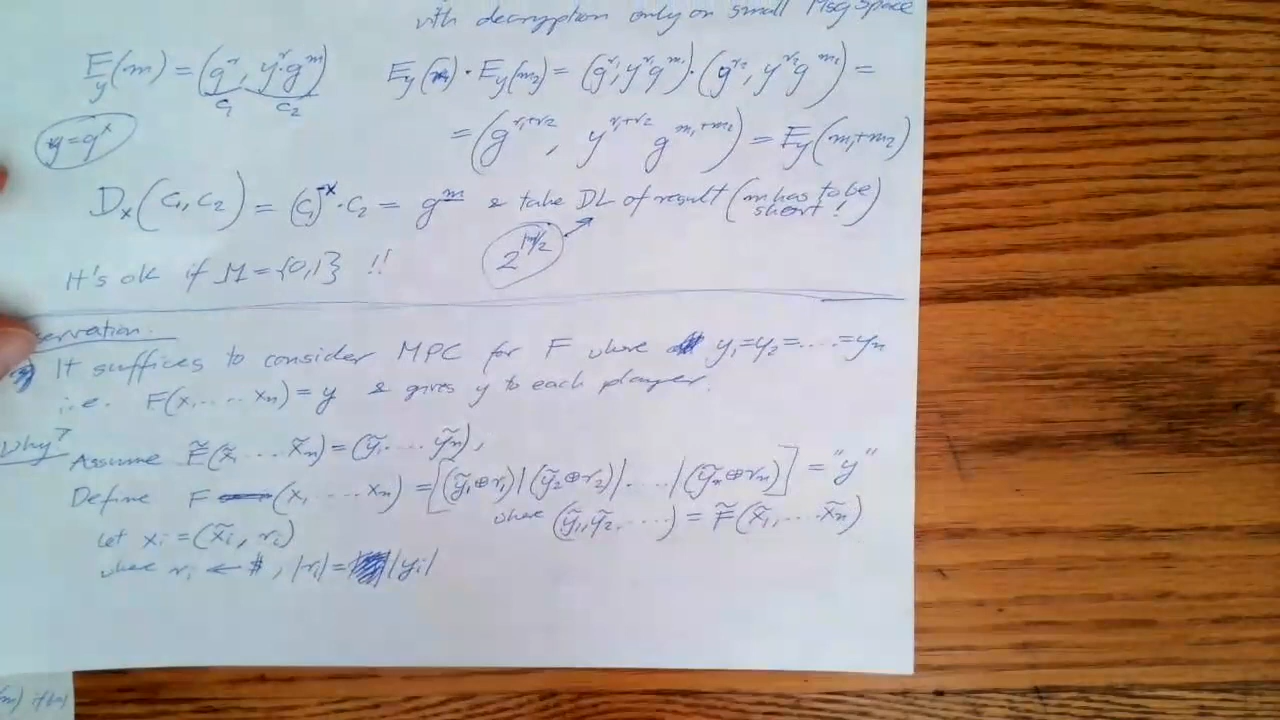 with decryption only on small Msg Space
E_y(m) = (g^r, y^r·g^m) E_y(m_1) · E_y(m_2) = (g^{r_1}, y^{r_1} g^{m_1}) · (g^{r_2}, y^{r_2} g^{m_2}) =
c_1 c_2
y = g^x = (g^{r_1+r_2}, y^{r_1+r_2} g^{m_1+m_2}) = E_y(m_1+m_2)
D_x(c_1, c_2) = (c_1)^{-x} · c_2 = g^m & take DL of result (m has to be short!)
2^{|m|/2}
It's ok if M = {0,1} !!
servation.
It suffices to consider MPC for F where y_1=y_2=....=y_n
i.e. F(x_1....x_n) = y & gives y to each player.
Why?
Assume F̃(x̃_1 ... x̃_n) = (ỹ_1 ... ỹ_n),
Define F (x_1 ... x_n) = [(ỹ_1⊕r_1)|(ỹ_2⊕r_2)|....|(ỹ_n⊕r_n)] = "y"
where (ỹ_1, ỹ_2, ....) = F̃(x̃_1, ... x̃_n)
let x_i = (x̃_i, r_i)
where r_i ← $, |r_i| = |y_i|